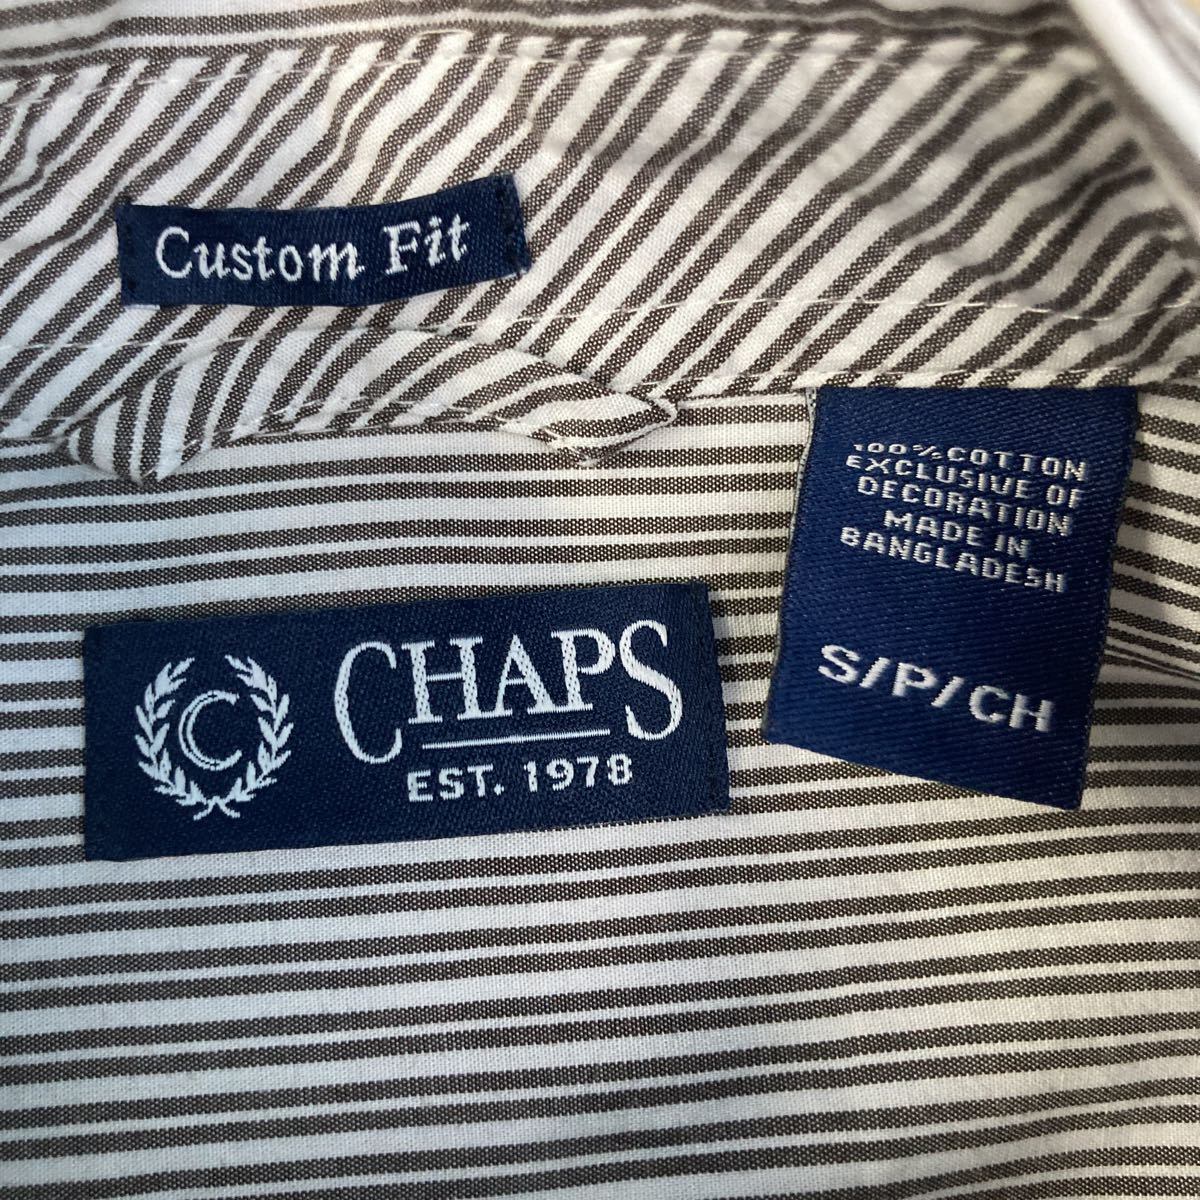 Custom Fit
100% COTTON
EXCLUSIVE OF
DECORATION
MADE IN
BANGLADESH
S/P/CH
C
CHAPS
EST. 1978